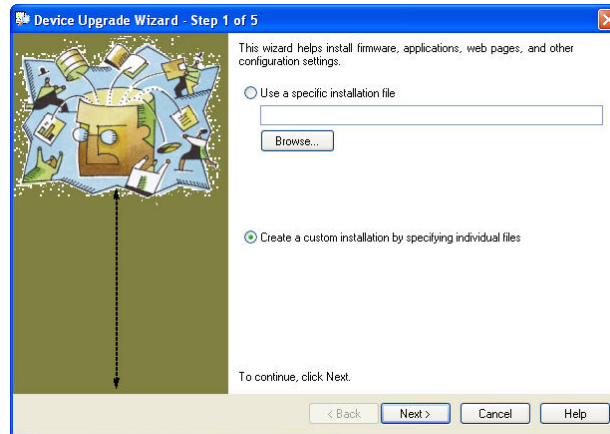 Device Upgrade Wizard - Step 1 of 5
This wizard helps install firmware, applications, web pages, and other
configuration settings.
Use a specific installation file
Browse...
Create a custom installation by specifying individual files
To continue, click Next.
< Back
Next >
Cancel
Help